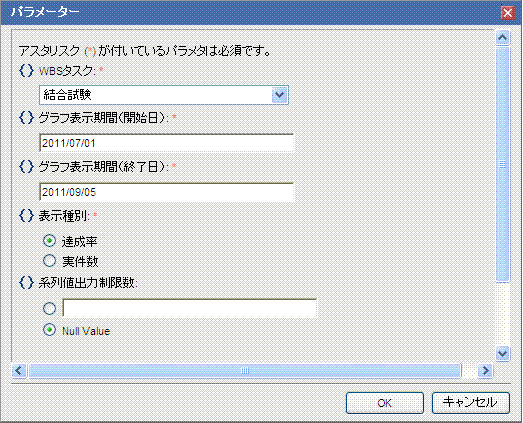 パラメーター
アスタリスク (*) が付いているパラメタは必須です。
WBSタスク: *
結合試験
グラフ表示期間(開始日): *
2011/07/01
グラフ表示期間(終了日): *
2011/09/05
表示種別: *
達成率
実件数
系列値出力制限数:
Null Value
OK キャンセル